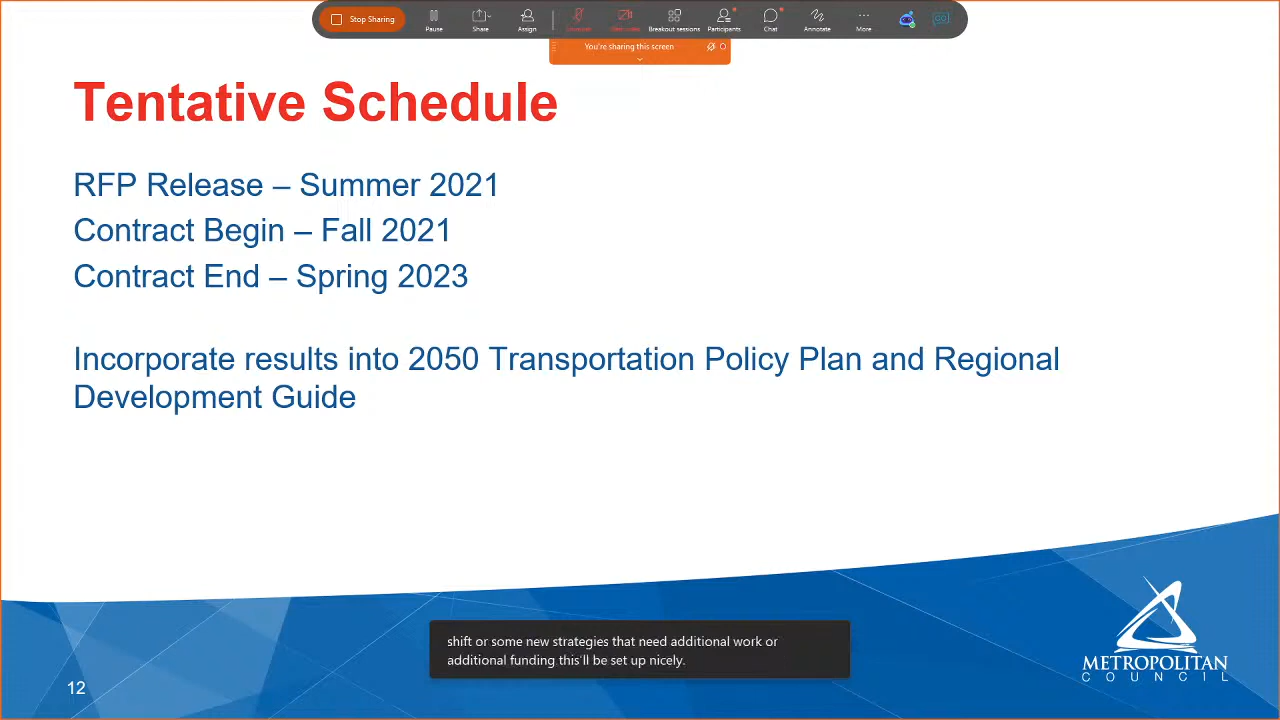 Stop Sharing
Pause
Share
Assign
Breakout sessions
Participants
Chat
Annotate
More
You're sharing this screen
Tentative Schedule
RFP Release – Summer 2021
Contract Begin – Fall 2021
Contract End – Spring 2023
Incorporate results into 2050 Transportation Policy Plan and Regional
Development Guide
shift or some new strategies that need additional work or
additional funding this'll be set up nicely.
METROPOLITAN
COUNCIL
12